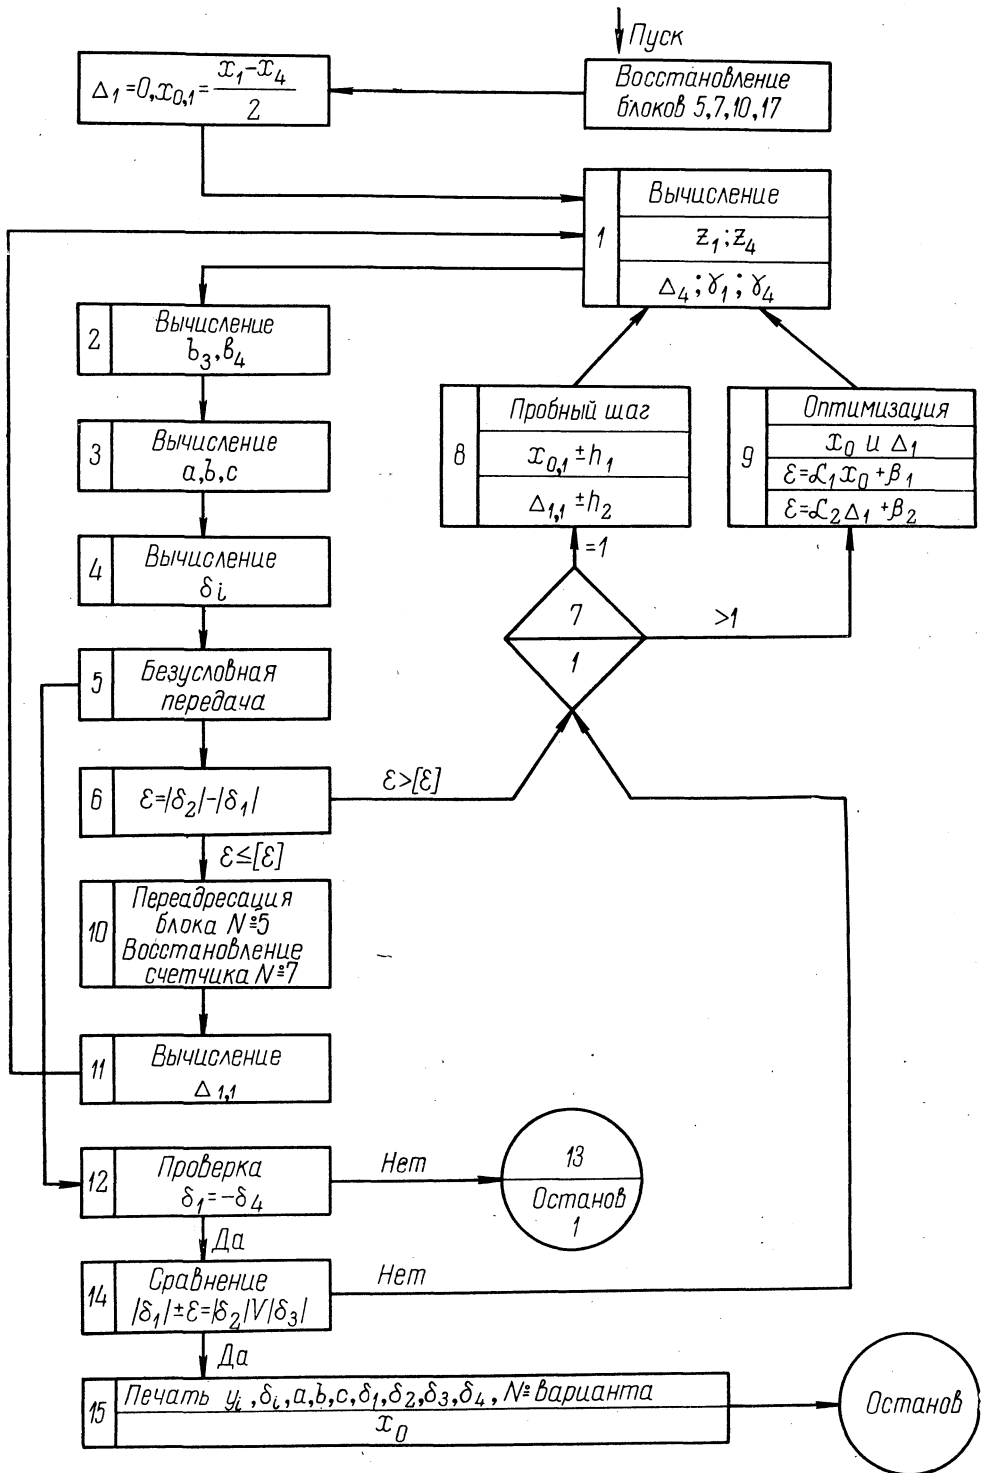 Пуск
Восстановление
блоков 5,7,10,17
Δ₁=0, x₀,₁= (x₁−x₄)/2
1
Вычисление
z₁; z₄
Δ₄; γ₁; γ₄
2
Вычисление
b₃, b₄
3
Вычисление
a, b, c
4
Вычисление
δi
5
Безусловная
передача
6
ε=|δ₂|−|δ₁|
ε>[ε]
ε≤[ε]
7
1
=1
>1
8
Пробный шаг
x₀,₁ ±h₁
Δ₁,₁ ±h₂
9
Оптимизация
x₀ и Δ₁
ε=α₁x₀+β₁
ε=α₂Δ₁+β₂
10
Переадресация
блока №5
Восстановление
счетчика №7
11
Вычисление
Δ₁,₁
12
Проверка
δ₁=−δ₄
Нет
13
Останов
1
Да
14
Сравнение
|δ₁|±ε=|δ₂|V|δ₃|
Нет
Да
15
Печать yᵢ, δᵢ, a, b, c, δ₁, δ₂, δ₃, δ₄, № варианта
x₀
Останов